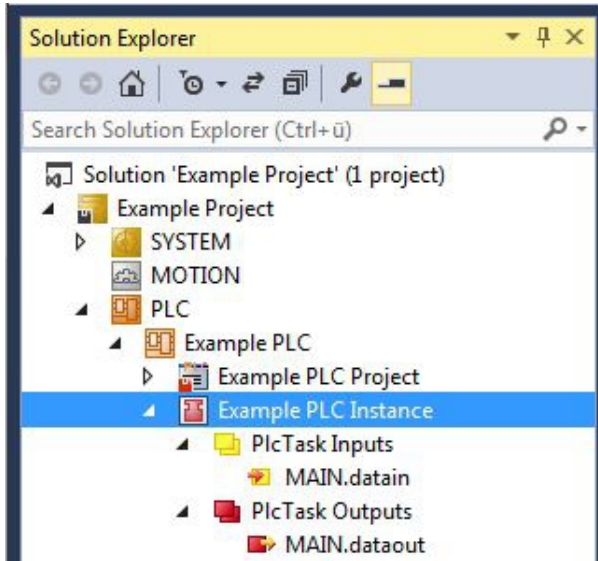 Solution Explorer
Search Solution Explorer (Ctrl+ü)
Solution 'Example Project' (1 project)
Example Project
SYSTEM
MOTION
PLC
Example PLC
Example PLC Project
Example PLC Instance
PlcTask Inputs
MAIN.datain
PlcTask Outputs
MAIN.dataout